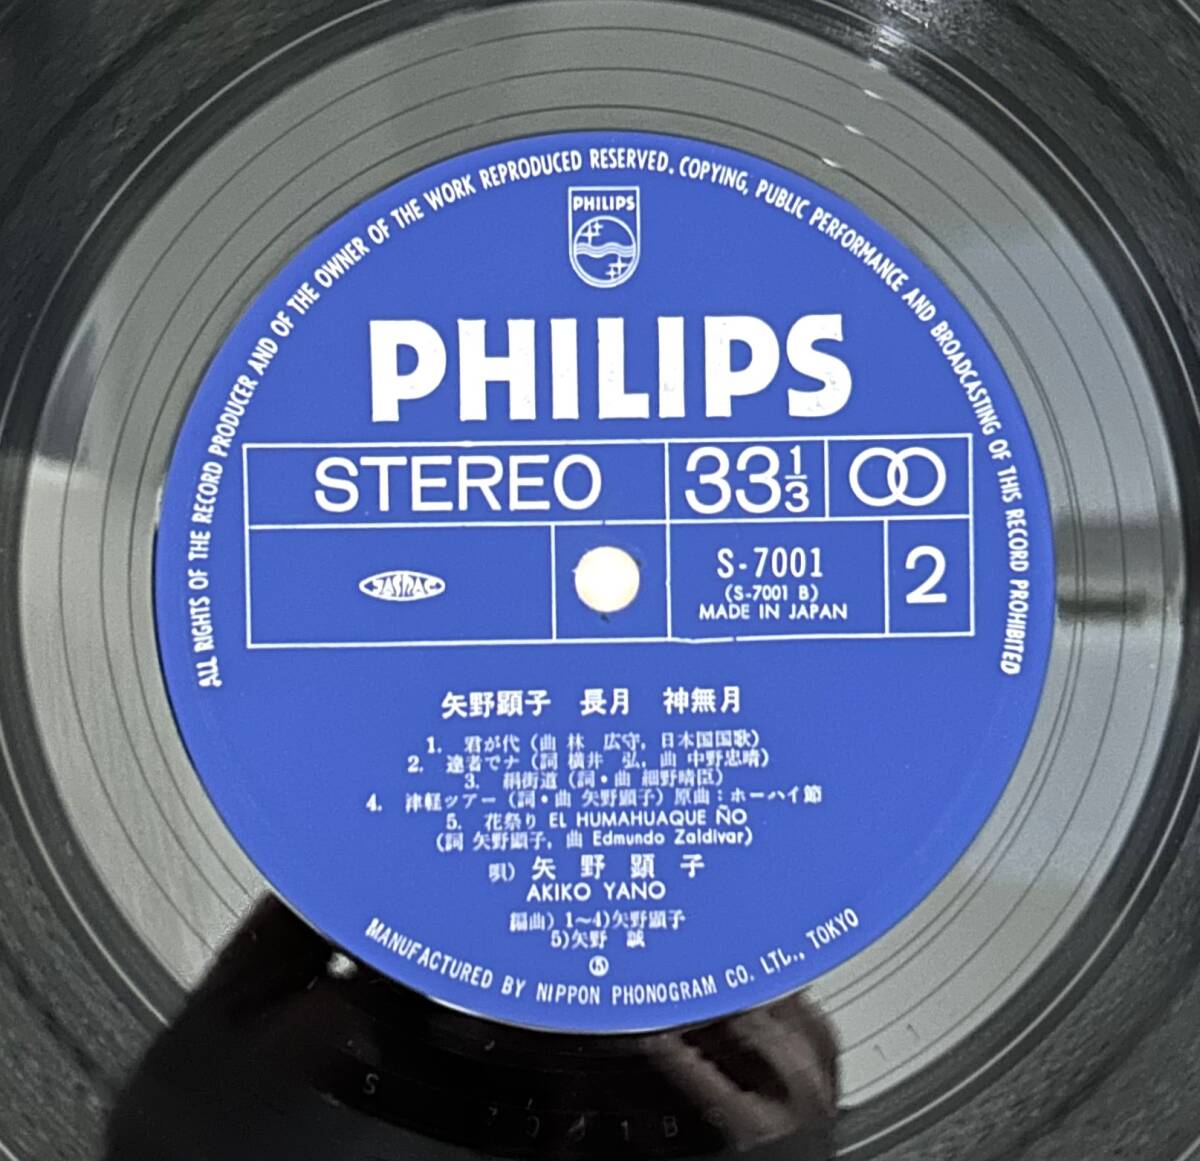 ALL RIGHTS OF THE RECORD PRODUCER AND OF THE OWNER OF THE WORK REPRODUCED RESERVED. COPYING, PUBLIC PERFORMANCE AND BROADCASTING OF THIS RECORD PROHIBITED
PHILIPS
PHILIPS
STEREO
33 1/3
JASRAC
S-7001
(S-7001 B)
MADE IN JAPAN
2
矢野顕子 長月 神無月
1. 君が代 (曲 林 広守, 日本国国歌)
2. 達者でナ (詞 横井 弘, 曲 中野忠晴)
3. 絹街道 (詞・曲 細野晴臣)
4. 津軽ツアー (詞・曲 矢野顕子) 原曲:ホーハイ節
5. 花祭り EL HUMAHUAQUE ÑO
(詞 矢野顕子, 曲 Edmundo Zaldivar)
唄) 矢野顕子
AKIKO YANO
編曲) 1〜4)矢野顕子
5)矢野 誠
MANUFACTURED BY NIPPON PHONOGRAM CO. LTD., TOKYO
S 7001B
11